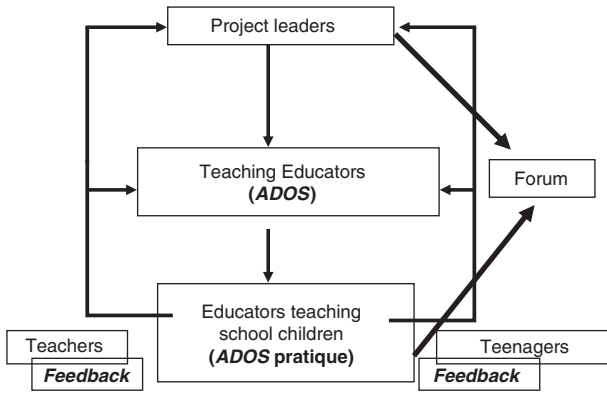 Project leaders
Teaching Educators
(ADOS)
Forum
Educators teaching
school children
(ADOS pratique)
Teachers
Feedback
Teenagers
Feedback